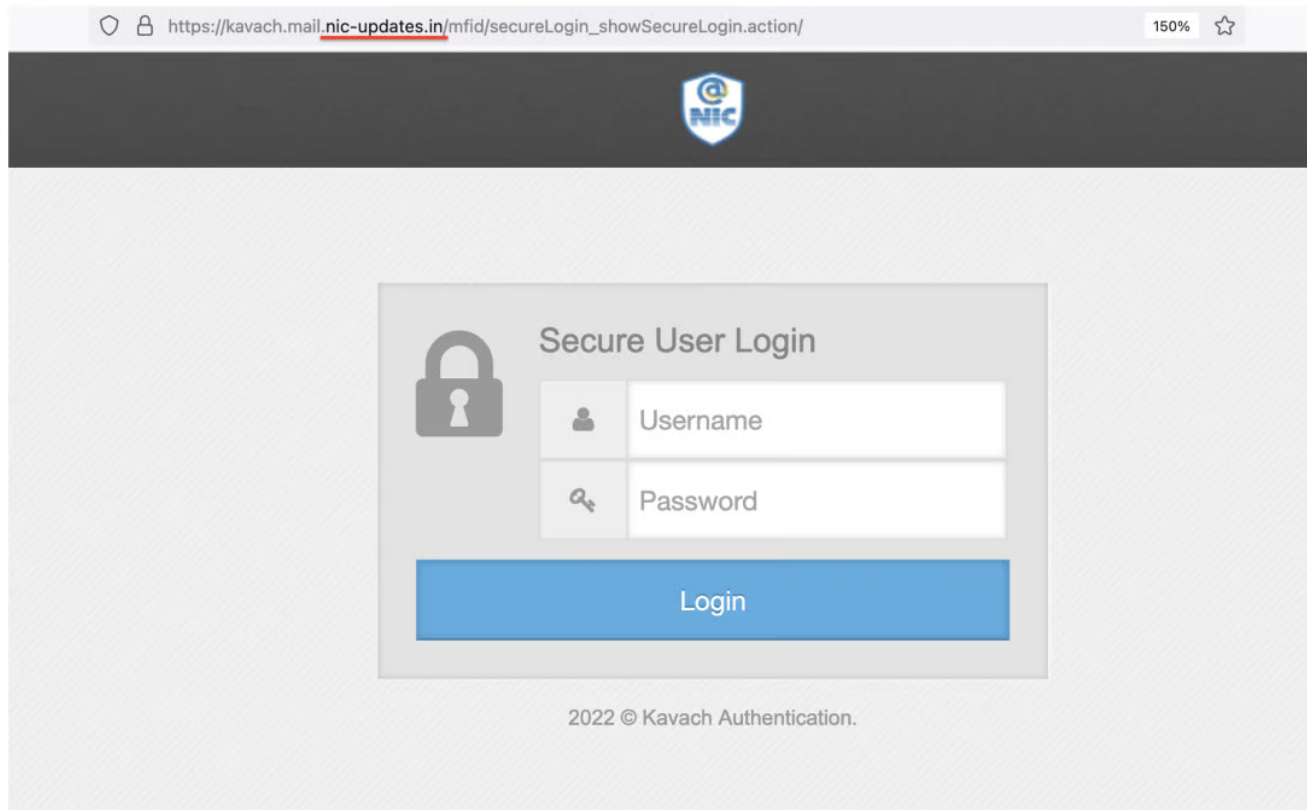 https://kavach.mail.nic-updates.in/mfid/secureLogin_showSecureLogin.action/ 150%
@
NIC
Secure User Login
Username
Password
Login
2022 © Kavach Authentication.